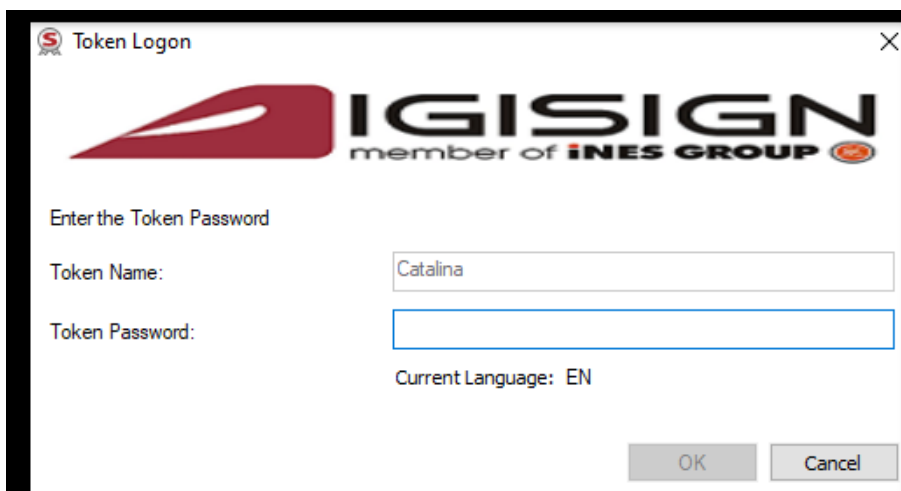 Token Logon
DIGISIGN
member of iNES GROUP
Enter the Token Password
Token Name:
Catalina
Token Password:
Current Language: EN
OK
Cancel